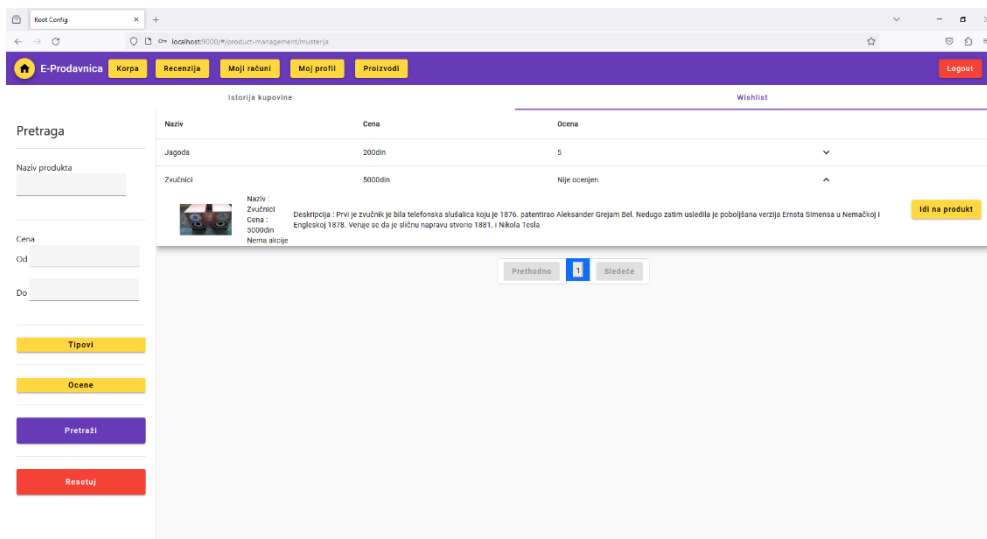 Root Config
localhost:9000/#/product-management/musterija
E-Prodavnica Korpa Recenzija Moji računi Moj profil Proizvodi Logout
Istorija kupovine Wishlist
Pretraga
Naziv Cena Ocena
Jagoda 200din 5
Naziv produkta
Zvučnici 5000din Nije ocenjen
Naziv :
Zvučnici
Cena :
5000din
Nema akcije
Deskripcija : Prvi je zvučnik je bila telefonska slušalica koju je 1876. patentirao Aleksander Grejam Bel. Nedugo zatim usledila je poboljšana verzija Ernsta Simensa u Nemačkoj i
Engleskoj 1878. Veruje se da je sličnu napravu stvorio 1881. i Nikola Tesla
Idi na produkt
Cena
Od
Do
Prethodno 1 Sledeće
Tipovi
Ocene
Pretraži
Resetuj